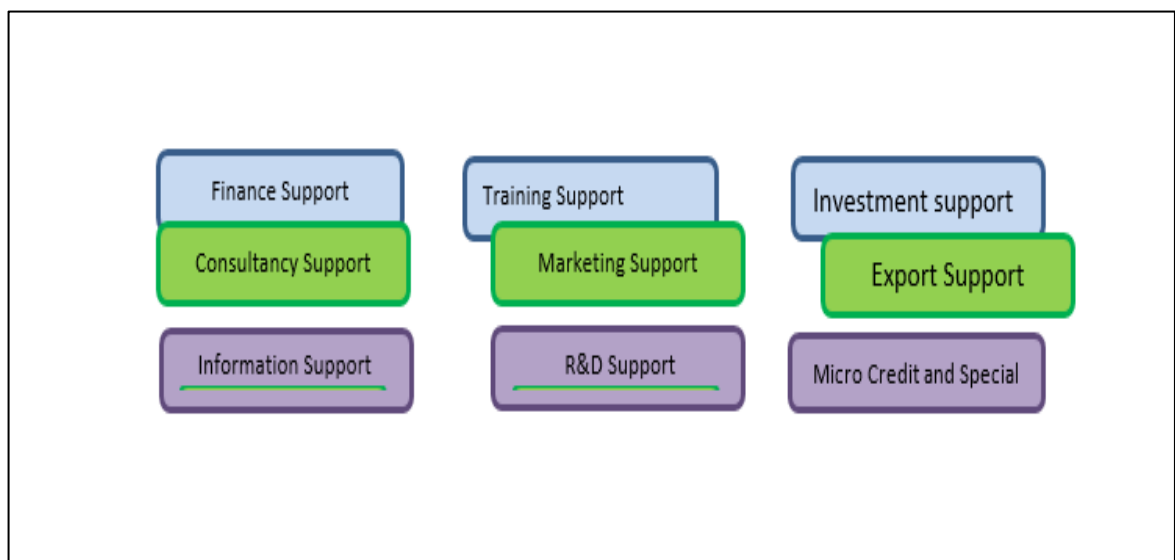 Finance Support
Training Support
Investment support
Consultancy Support
Marketing Support
Export Support
Information Support
R&D Support
Micro Credit and Special